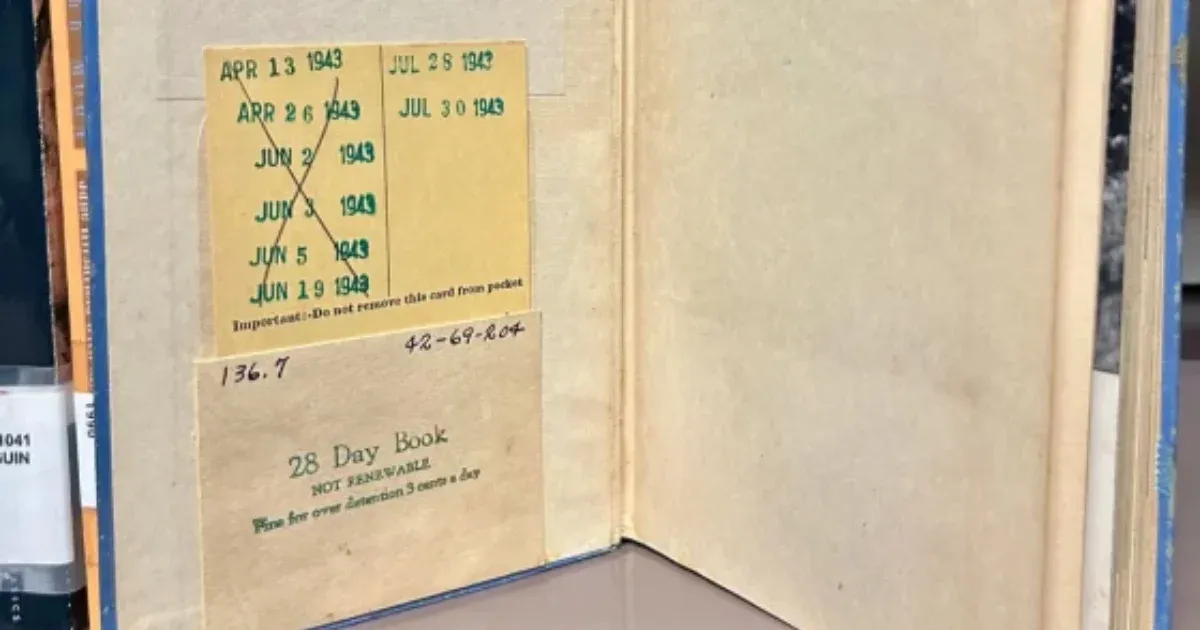 APR 13 1943
APR 26 1943
JUN 2 1943
JUN 3 1943
JUN 5 1943
JUN 19 1943
JUL 28 1943
JUL 30 1943
Important:-Do not remove this card from pocket
136.7
42-69-204
28 Day Book
NOT RENEWABLE
Fine for over detention 3 cents a day
1041
GUIN